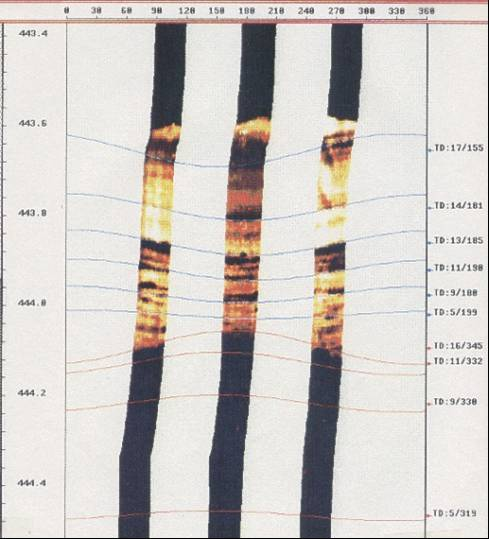 0 30 60 90 120 150 180 210 240 270 300 330 360
443.4
443.6
TD:17/155
TD:14/181
443.8
TD:13/185
TD:11/190
TD:9/180
444.0
TD:5/199
TD:16/345
TD:11/332
444.2
TD:9/330
444.4
TD:5/319